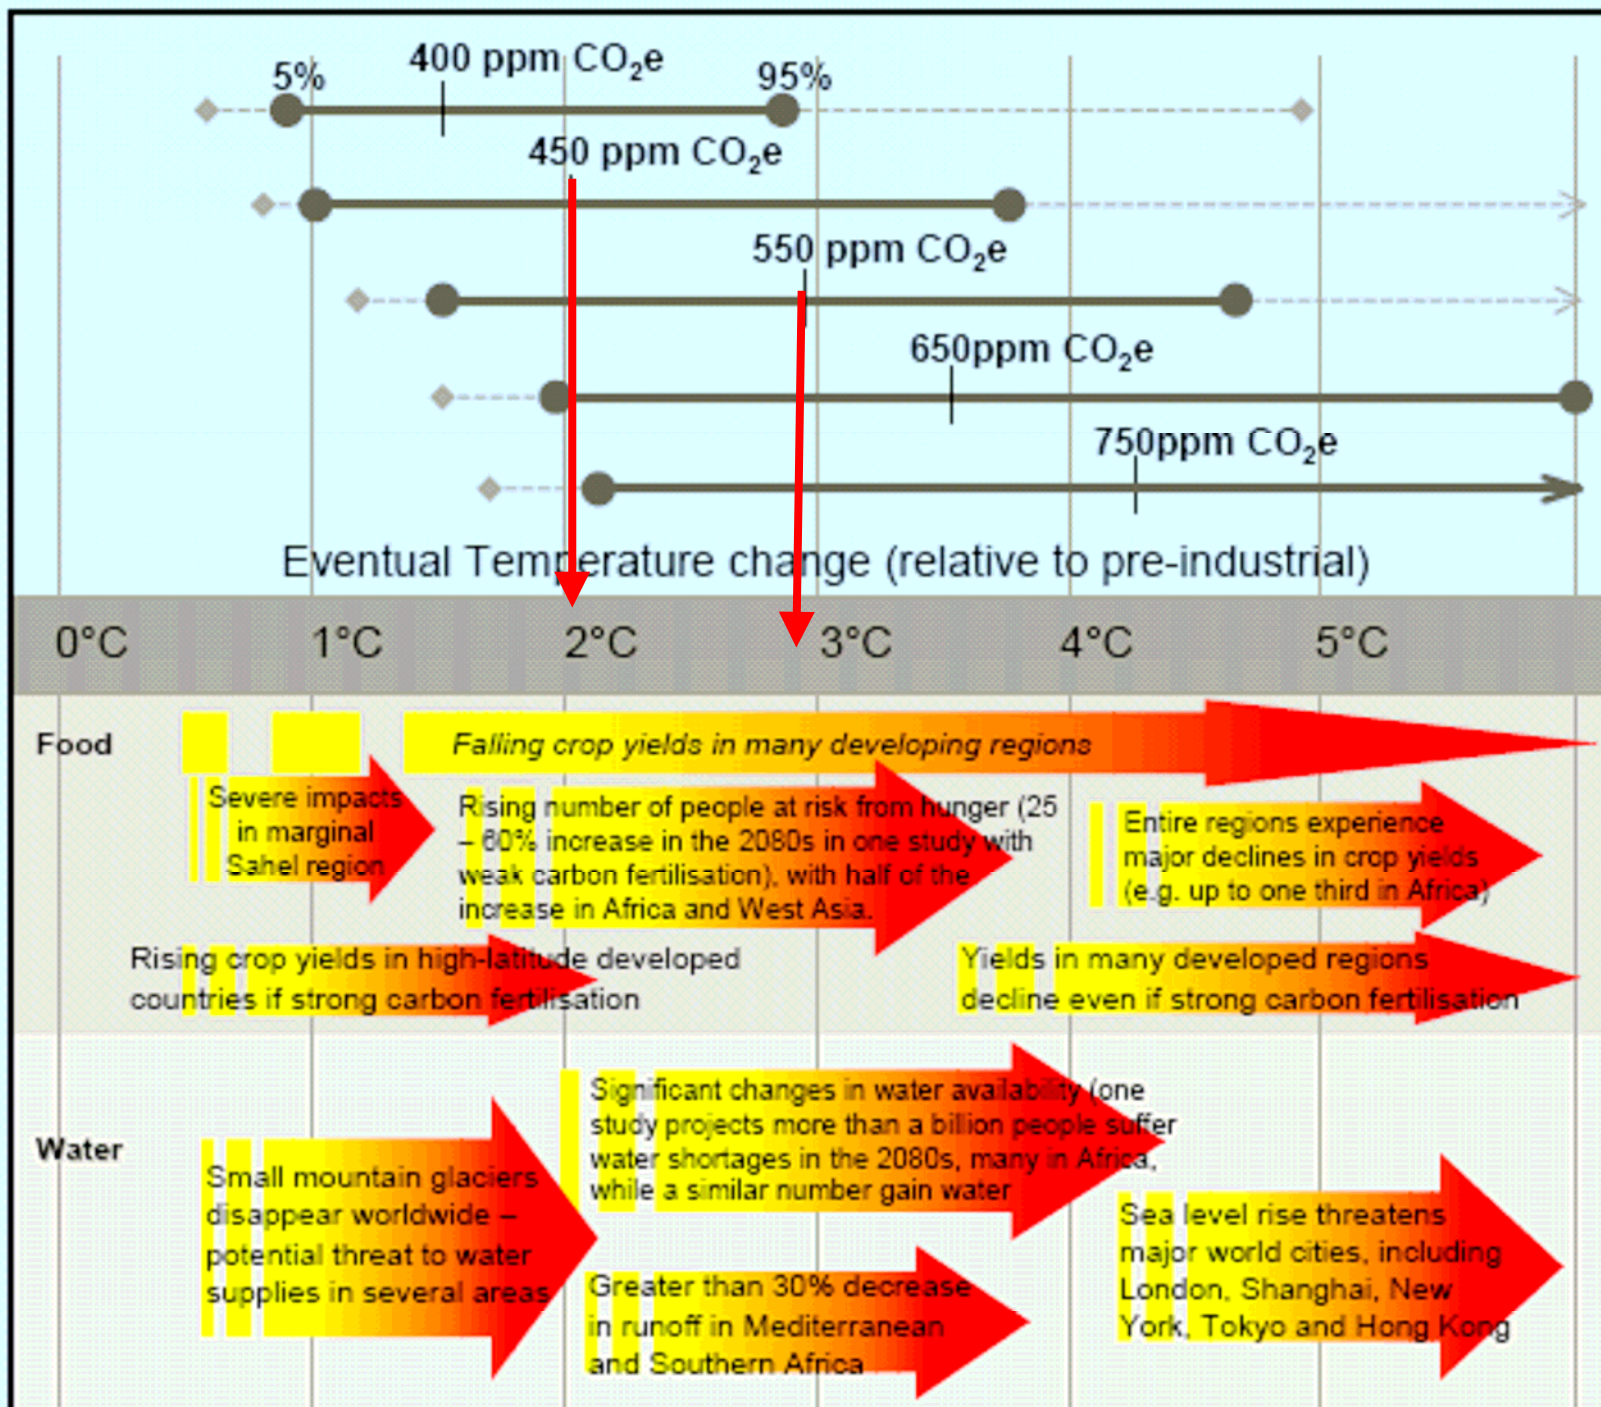 400 ppm CO₂e
5%
95%
450 ppm CO₂e
550 ppm CO₂e
650ppm CO₂e
750ppm CO₂e
Eventual Temperature change (relative to pre-industrial)
0°C 1°C 2°C 3°C 4°C 5°C
Food
Falling crop yields in many developing regions
Severe impacts
in marginal
Sahel region
Rising number of people at risk from hunger (25
– 60% increase in the 2080s in one study with
weak carbon fertilisation), with half of the
increase in Africa and West Asia.
Entire regions experience
major declines in crop yields
(e.g. up to one third in Africa)
Rising crop yields in high-latitude developed
countries if strong carbon fertilisation
Yields in many developed regions
decline even if strong carbon fertilisation
Water
Small mountain glaciers
disappear worldwide –
potential threat to water
supplies in several areas
Significant changes in water availability (one
study projects more than a billion people suffer
water shortages in the 2080s, many in Africa,
while a similar number gain water
Greater than 30% decrease
in runoff in Mediterranean
and Southern Africa
Sea level rise threatens
major world cities, including
London, Shanghai, New
York, Tokyo and Hong Kong